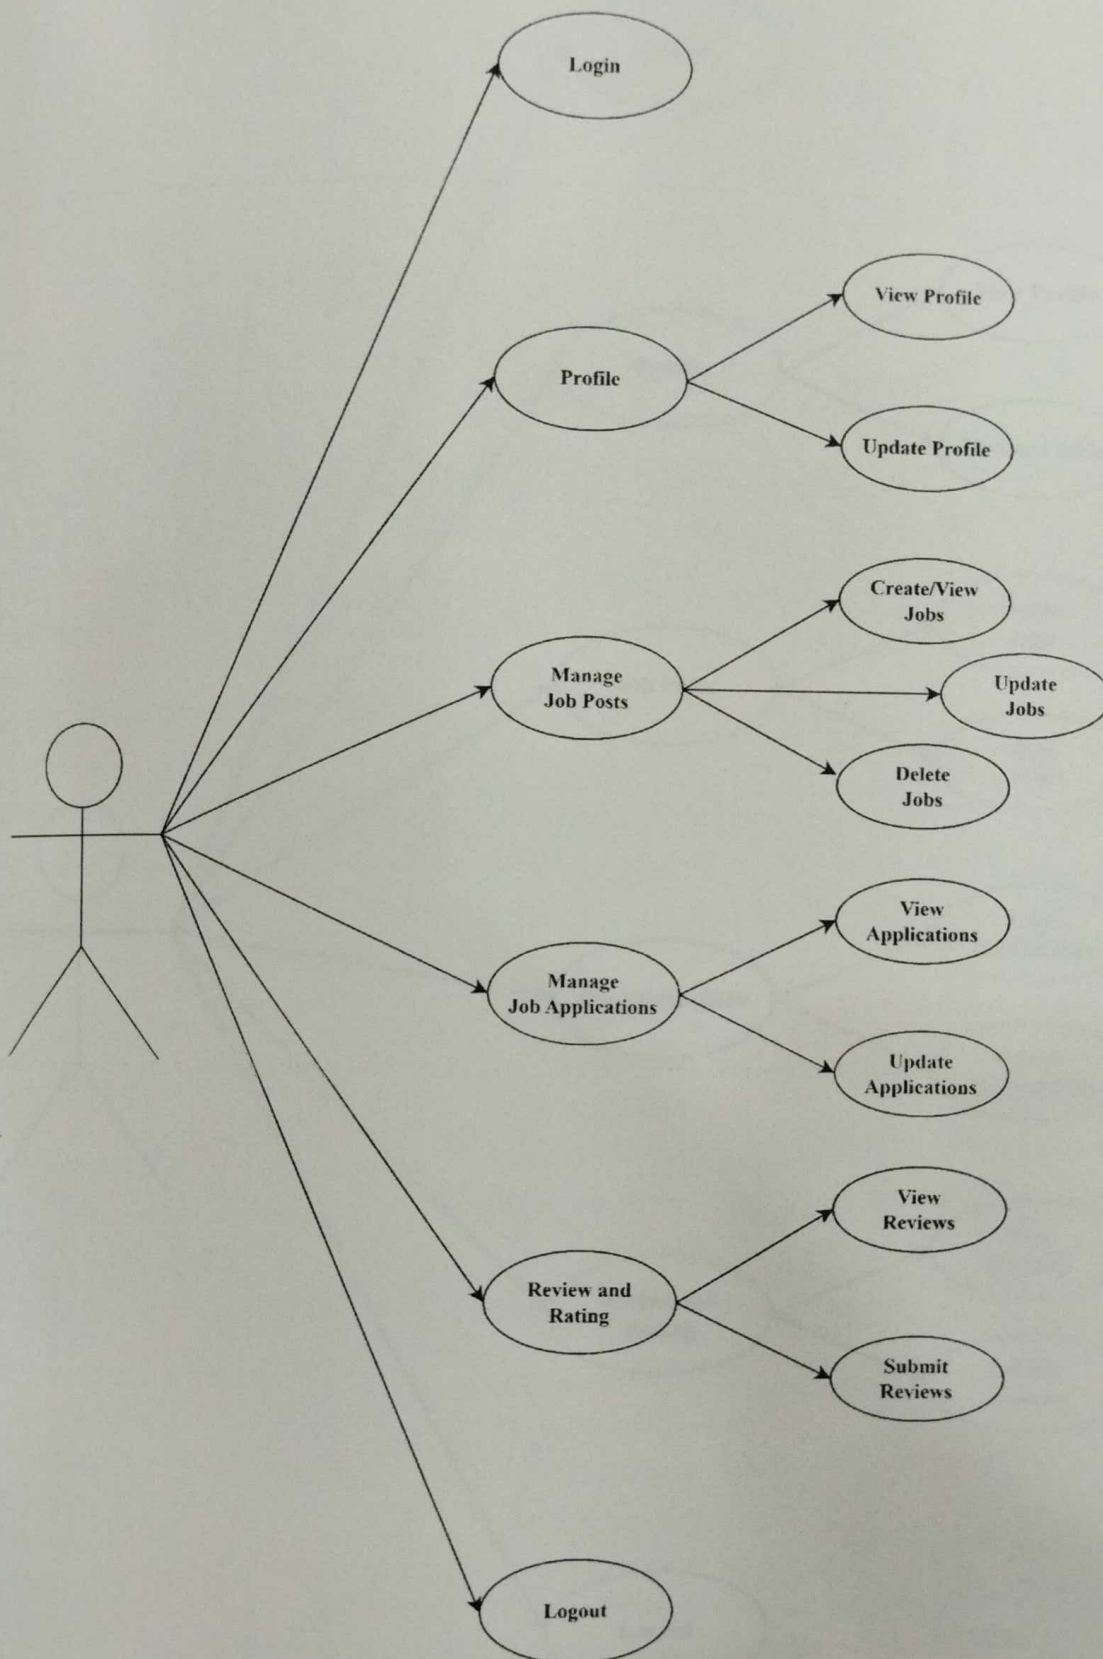 Login
View Profile
Profile
Update Profile
Create/View
Jobs
Manage
Job Posts
Update
Jobs
Delete
Jobs
View
Applications
Manage
Job Applications
Update
Applications
View
Reviews
Review and
Rating
Submit
Reviews
Logout